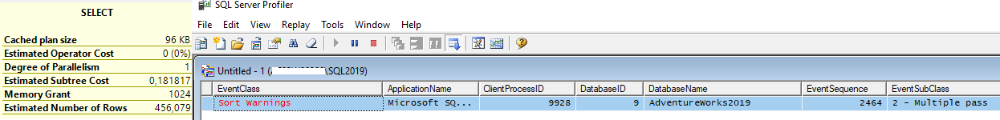 SELECT
Cached plan size 96 KB
Estimated Operator Cost 0 (0%)
Degree of Parallelism 1
Estimated Subtree Cost 0,181817
Memory Grant 1024
Estimated Number of Rows 456,079
SQL Server Profiler
File Edit View Replay Tools Window Help
Untitled - 1 ( \SQL2019)
EventClass ApplicationName ClientProcessID DatabaseID DatabaseName EventSequence EventSubClass
Sort Warnings Microsoft SQ... 9928 9 AdventureWorks2019 2464 2 - Multiple pass